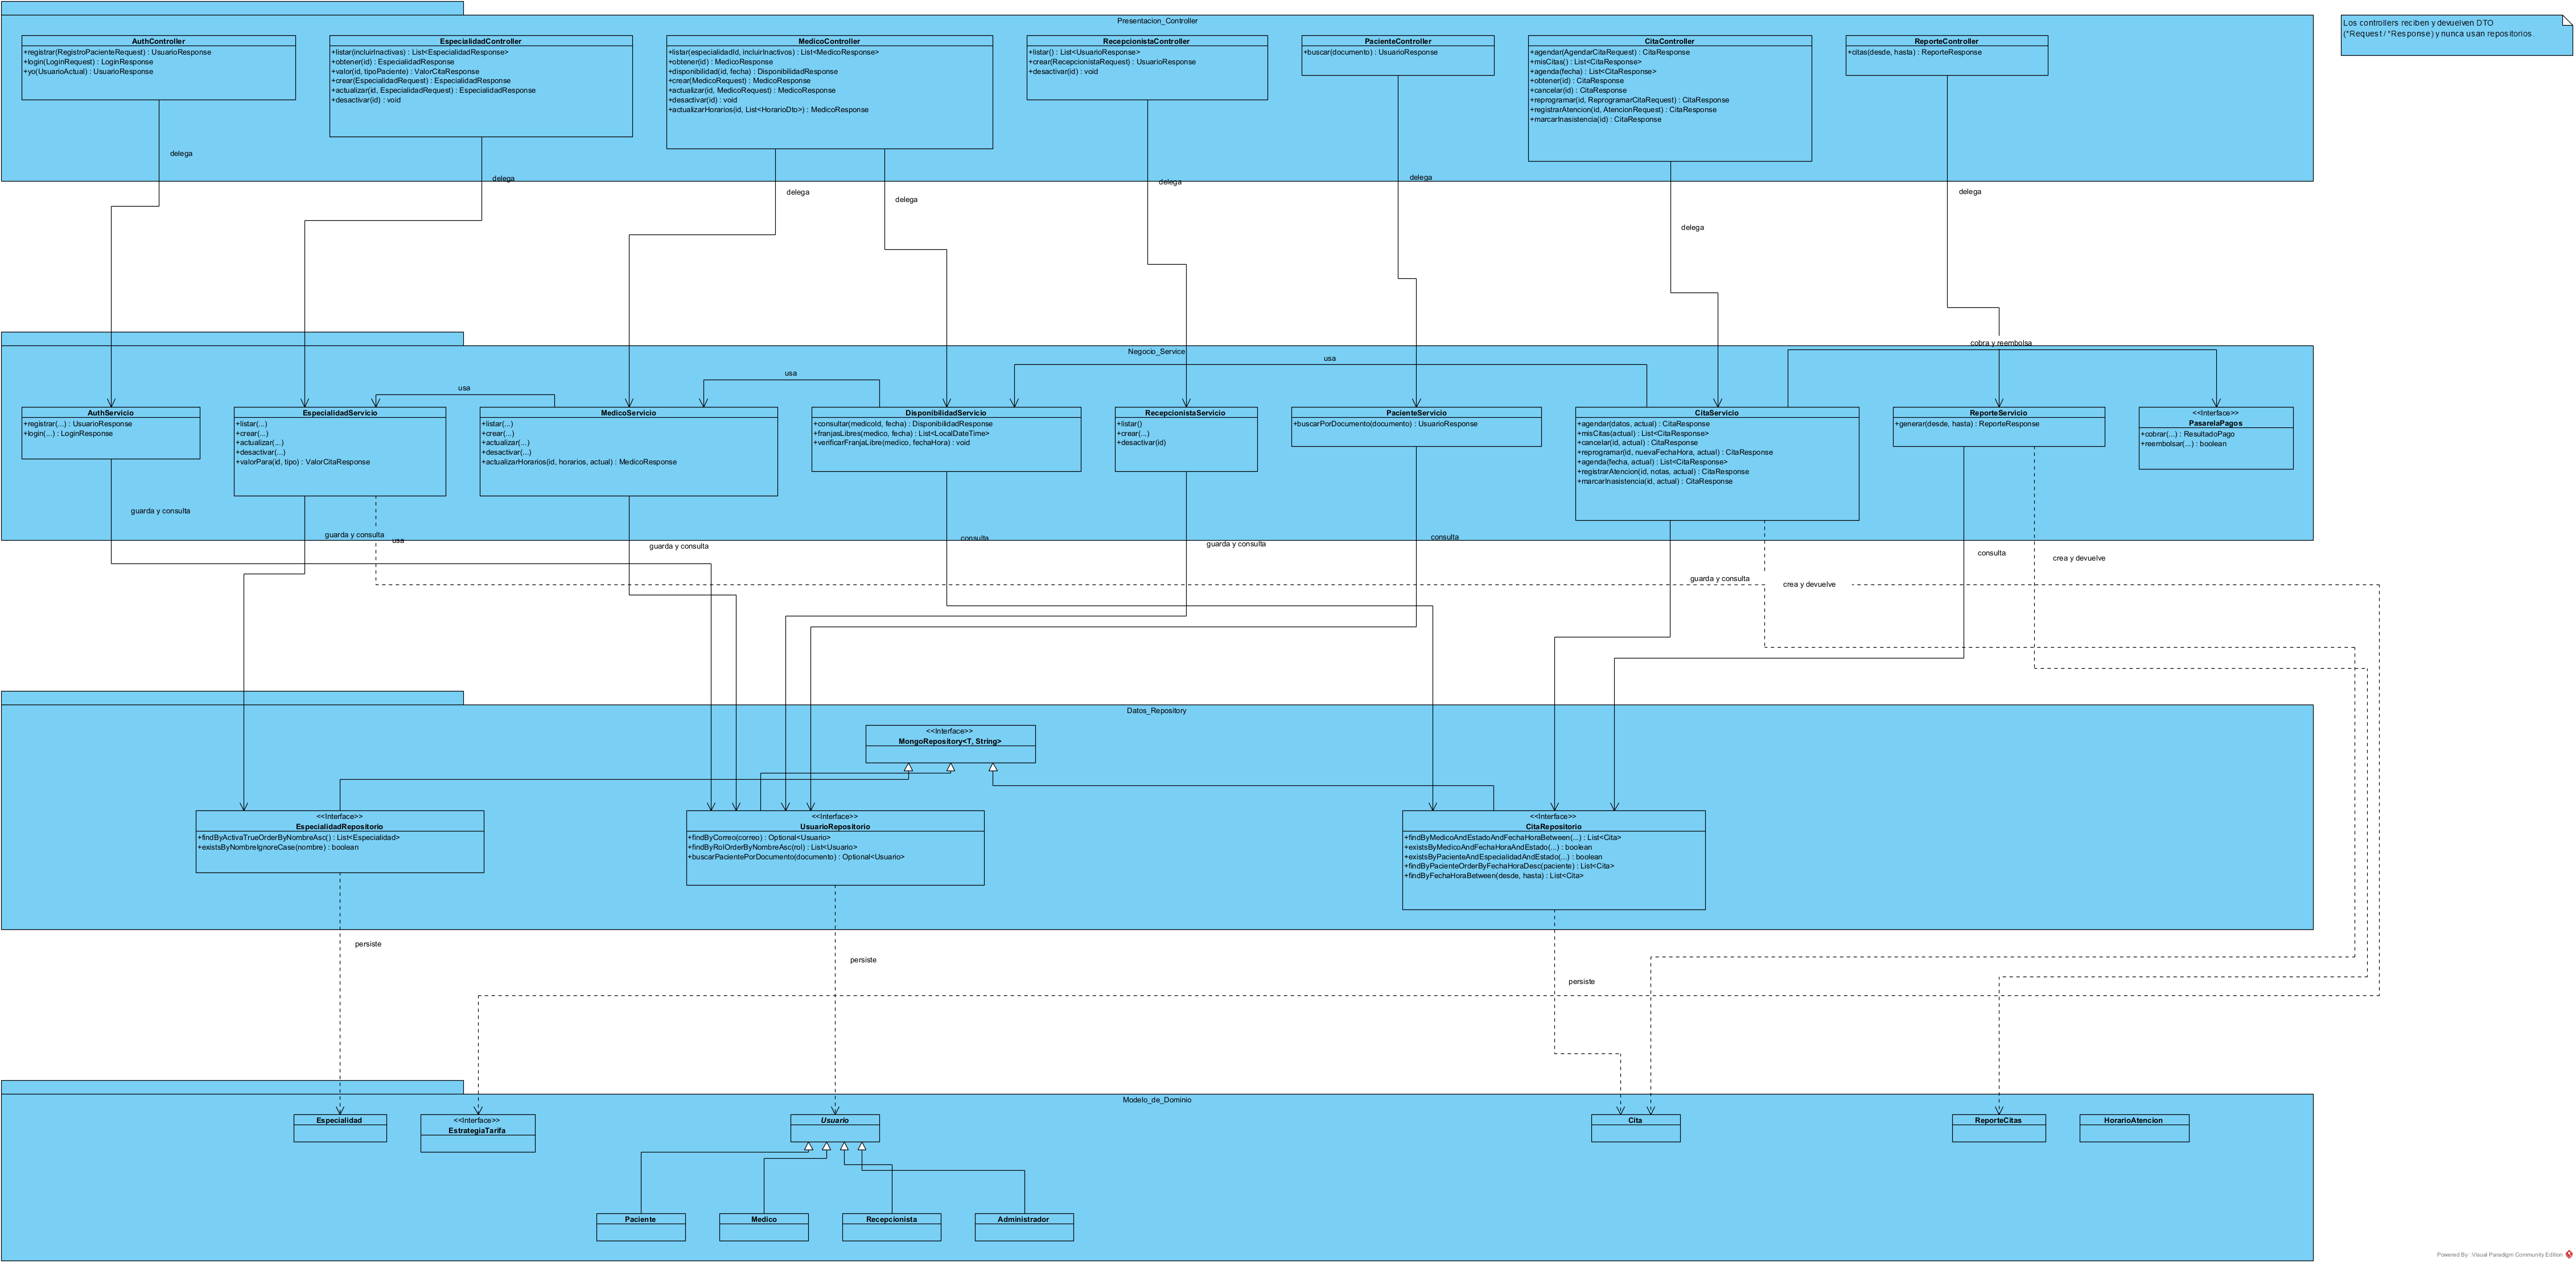 Presentacion_Controller
Los controllers reciben y devuelven DTO
(*Request / *Response) y nunca usan repositorios.
AuthController
+registrar(RegistroPacienteRequest) : UsuarioResponse
+login(LoginRequest) : LoginResponse
+yo(UsuarioActual) : UsuarioResponse
EspecialidadController
+listar(incluirInactivas) : List<EspecialidadResponse>
+obtener(id) : EspecialidadResponse
+valor(id, tipoPaciente) : ValorCitaResponse
+crear(EspecialidadRequest) : EspecialidadResponse
+actualizar(id, EspecialidadRequest) : EspecialidadResponse
+desactivar(id) : void
MedicoController
+listar(especialidadId, incluirInactivos) : List<MedicoResponse>
+obtener(id) : MedicoResponse
+disponibilidad(id, fecha) : DisponibilidadResponse
+crear(MedicoRequest) : MedicoResponse
+actualizar(id, MedicoRequest) : MedicoResponse
+desactivar(id) : void
+actualizarHorarios(id, List<HorarioDto>) : MedicoResponse
RecepcionistaController
+listar() : List<UsuarioResponse>
+crear(RecepcionistaRequest) : UsuarioResponse
+desactivar(id) : void
PacienteController
+buscar(documento) : UsuarioResponse
CitaController
+agendar(AgendarCitaRequest) : CitaResponse
+misCitas() : List<CitaResponse>
+agenda(fecha) : List<CitaResponse>
+obtener(id) : CitaResponse
+cancelar(id) : CitaResponse
+reprogramar(id, ReprogramarCitaRequest) : CitaResponse
+registrarAtencion(id, AtencionRequest) : CitaResponse
+marcarInasistencia(id) : CitaResponse
ReporteController
+citas(desde, hasta) : ReporteResponse
delega
delega
delega
delega
delega
delega
delega
delega
Negocio_Service
cobra y reembolsa
usa
usa
usa
AuthServicio
+registrar(...) : UsuarioResponse
+login(...) : LoginResponse
EspecialidadServicio
+listar(...)
+crear(...)
+actualizar(...)
+desactivar(...)
+valorPara(id, tipo) : ValorCitaResponse
MedicoServicio
+listar(...)
+crear(...)
+actualizar(...)
+desactivar(...)
+actualizarHorarios(id, horarios, actual) : MedicoResponse
DisponibilidadServicio
+consultar(medicoId, fecha) : DisponibilidadResponse
+franjasLibres(medico, fecha) : List<LocalDateTime>
+verificarFranjaLibre(medico, fechaHora) : void
RecepcionistaServicio
+listar()
+crear(...)
+desactivar(id)
PacienteServicio
+buscarPorDocumento(documento) : UsuarioResponse
CitaServicio
+agendar(datos, actual) : CitaResponse
+misCitas(actual) : List<CitaResponse>
+cancelar(id, actual) : CitaResponse
+reprogramar(id, nuevaFechaHora, actual) : CitaResponse
+agenda(fecha, actual) : List<CitaResponse>
+registrarAtencion(id, notas, actual) : CitaResponse
+marcarInasistencia(id, actual) : CitaResponse
ReporteServicio
+generar(desde, hasta) : ReporteResponse
<<Interface>>
PasarelaPagos
+cobrar(...) : ResultadoPago
+reembolsar(...) : boolean
guarda y consulta
guarda y consulta
usa
guarda y consulta
consulta
guarda y consulta
consulta
guarda y consulta
crea y devuelve
consulta
crea y devuelve
Datos_Repository
<<Interface>>
MongoRepository<T, String>
<<Interface>>
EspecialidadRepositorio
+findByActivaTrueOrderByNombreAsc() : List<Especialidad>
+existsByNombreIgnoreCase(nombre) : boolean
<<Interface>>
UsuarioRepositorio
+findByCorreo(correo) : Optional<Usuario>
+findByRolOrderByNombreAsc(rol) : List<Usuario>
+buscarPacientePorDocumento(documento) : Optional<Usuario>
<<Interface>>
CitaRepositorio
+findByMedicoAndEstadoAndFechaHoraBetween(...) : List<Cita>
+existsByMedicoAndFechaHoraAndEstado(...) : boolean
+existsByPacienteAndEspecialidadAndEstado(...) : boolean
+findByPacienteOrderByFechaHoraDesc(paciente) : List<Cita>
+findByFechaHoraBetween(desde, hasta) : List<Cita>
persiste
persiste
persiste
Modelo_de_Dominio
Especialidad
<<Interface>>
EstrategiaTarifa
Usuario
Cita
ReporteCitas
HorarioAtencion
Paciente
Medico
Recepcionista
Administrador
Powered By: Visual Paradigm Community Edition